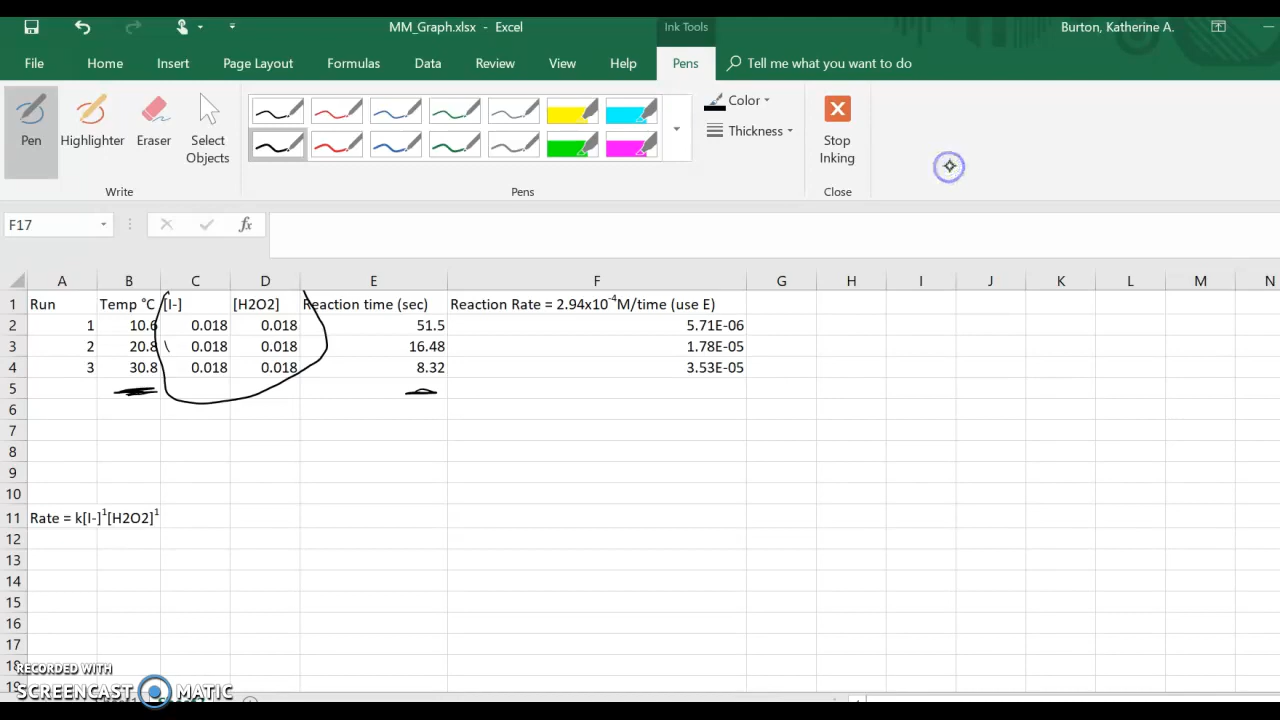 MM_Graph.xlsx - Excel
Ink Tools
Burton, Katherine A.
File Home Insert Page Layout Formulas Data Review View Help Pens Tell me what you want to do
Pen Highlighter Eraser Select Objects
Color
Thickness
Stop Inking
Write Pens Close
F17 fx
A B C D E F G H I J K L M N
1 Run Temp °C [I-] [H2O2] Reaction time (sec) Reaction Rate = 2.94x10⁻⁴M/time (use E)
2 1 10.6 0.018 0.018 51.5 5.71E-06
3 2 20.8 0.018 0.018 16.48 1.78E-05
4 3 30.8 0.018 0.018 8.32 3.53E-05
5
6
7
8
9
10
11 Rate = k[I-]¹[H2O2]¹
12
13
14
15
16
17
18
19
RECORDED WITH
SCREENCAST MATIC